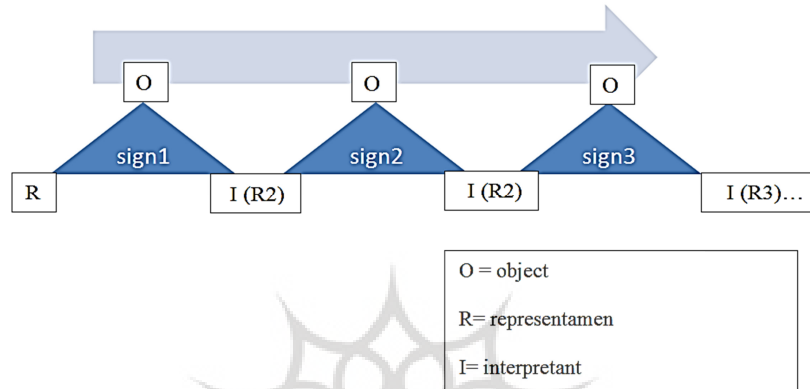 O O O
sign1 sign2 sign3
R I (R2) I (R2) I (R3)...
O = object
R= representamen
I= interpretant